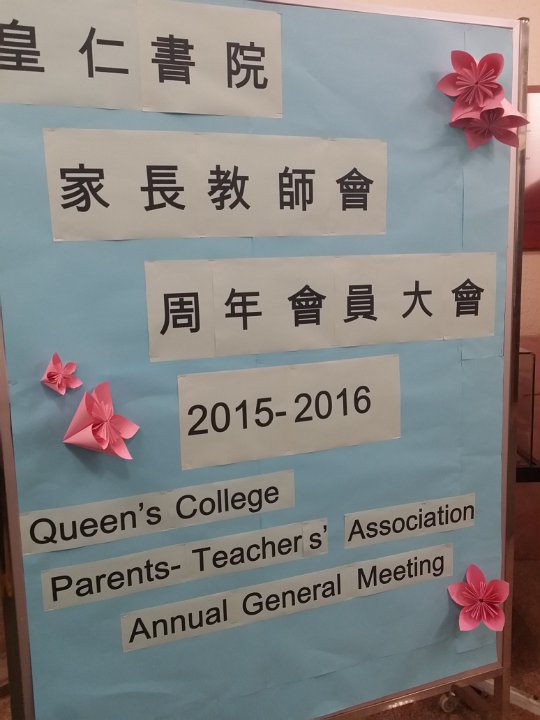 皇仁書院
家長教師會
周年會員大會
2015-2016
Queen's College
Parents- Teachers' Association
Annual General Meeting